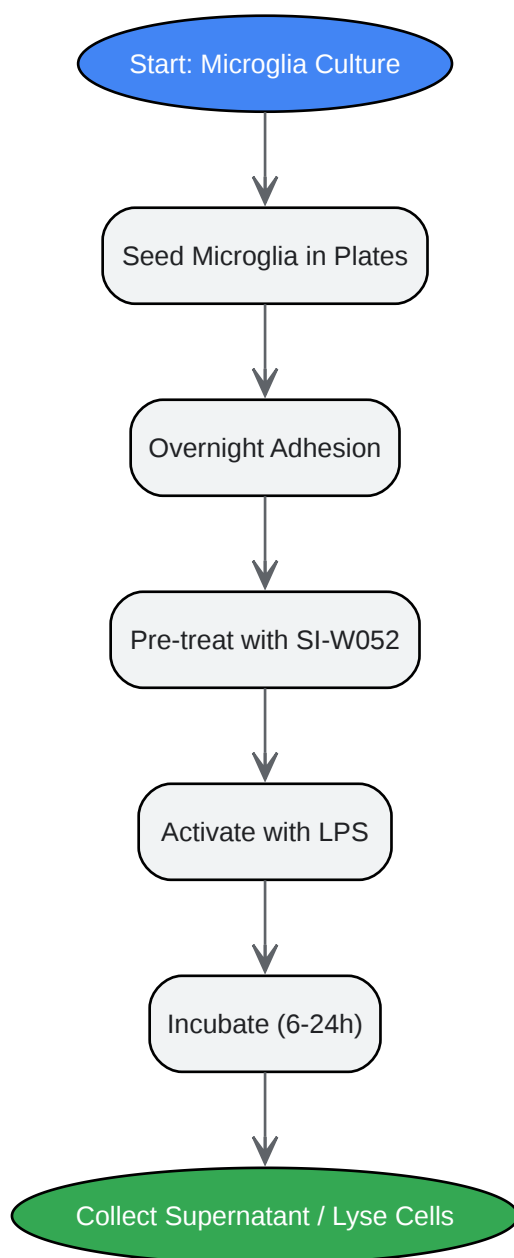 Start: Microglia Culture
Seed Microglia in Plates
Overnight Adhesion
Pre-treat with SI-W052
Activate with LPS
Incubate (6-24h)
Collect Supernatant / Lyse Cells